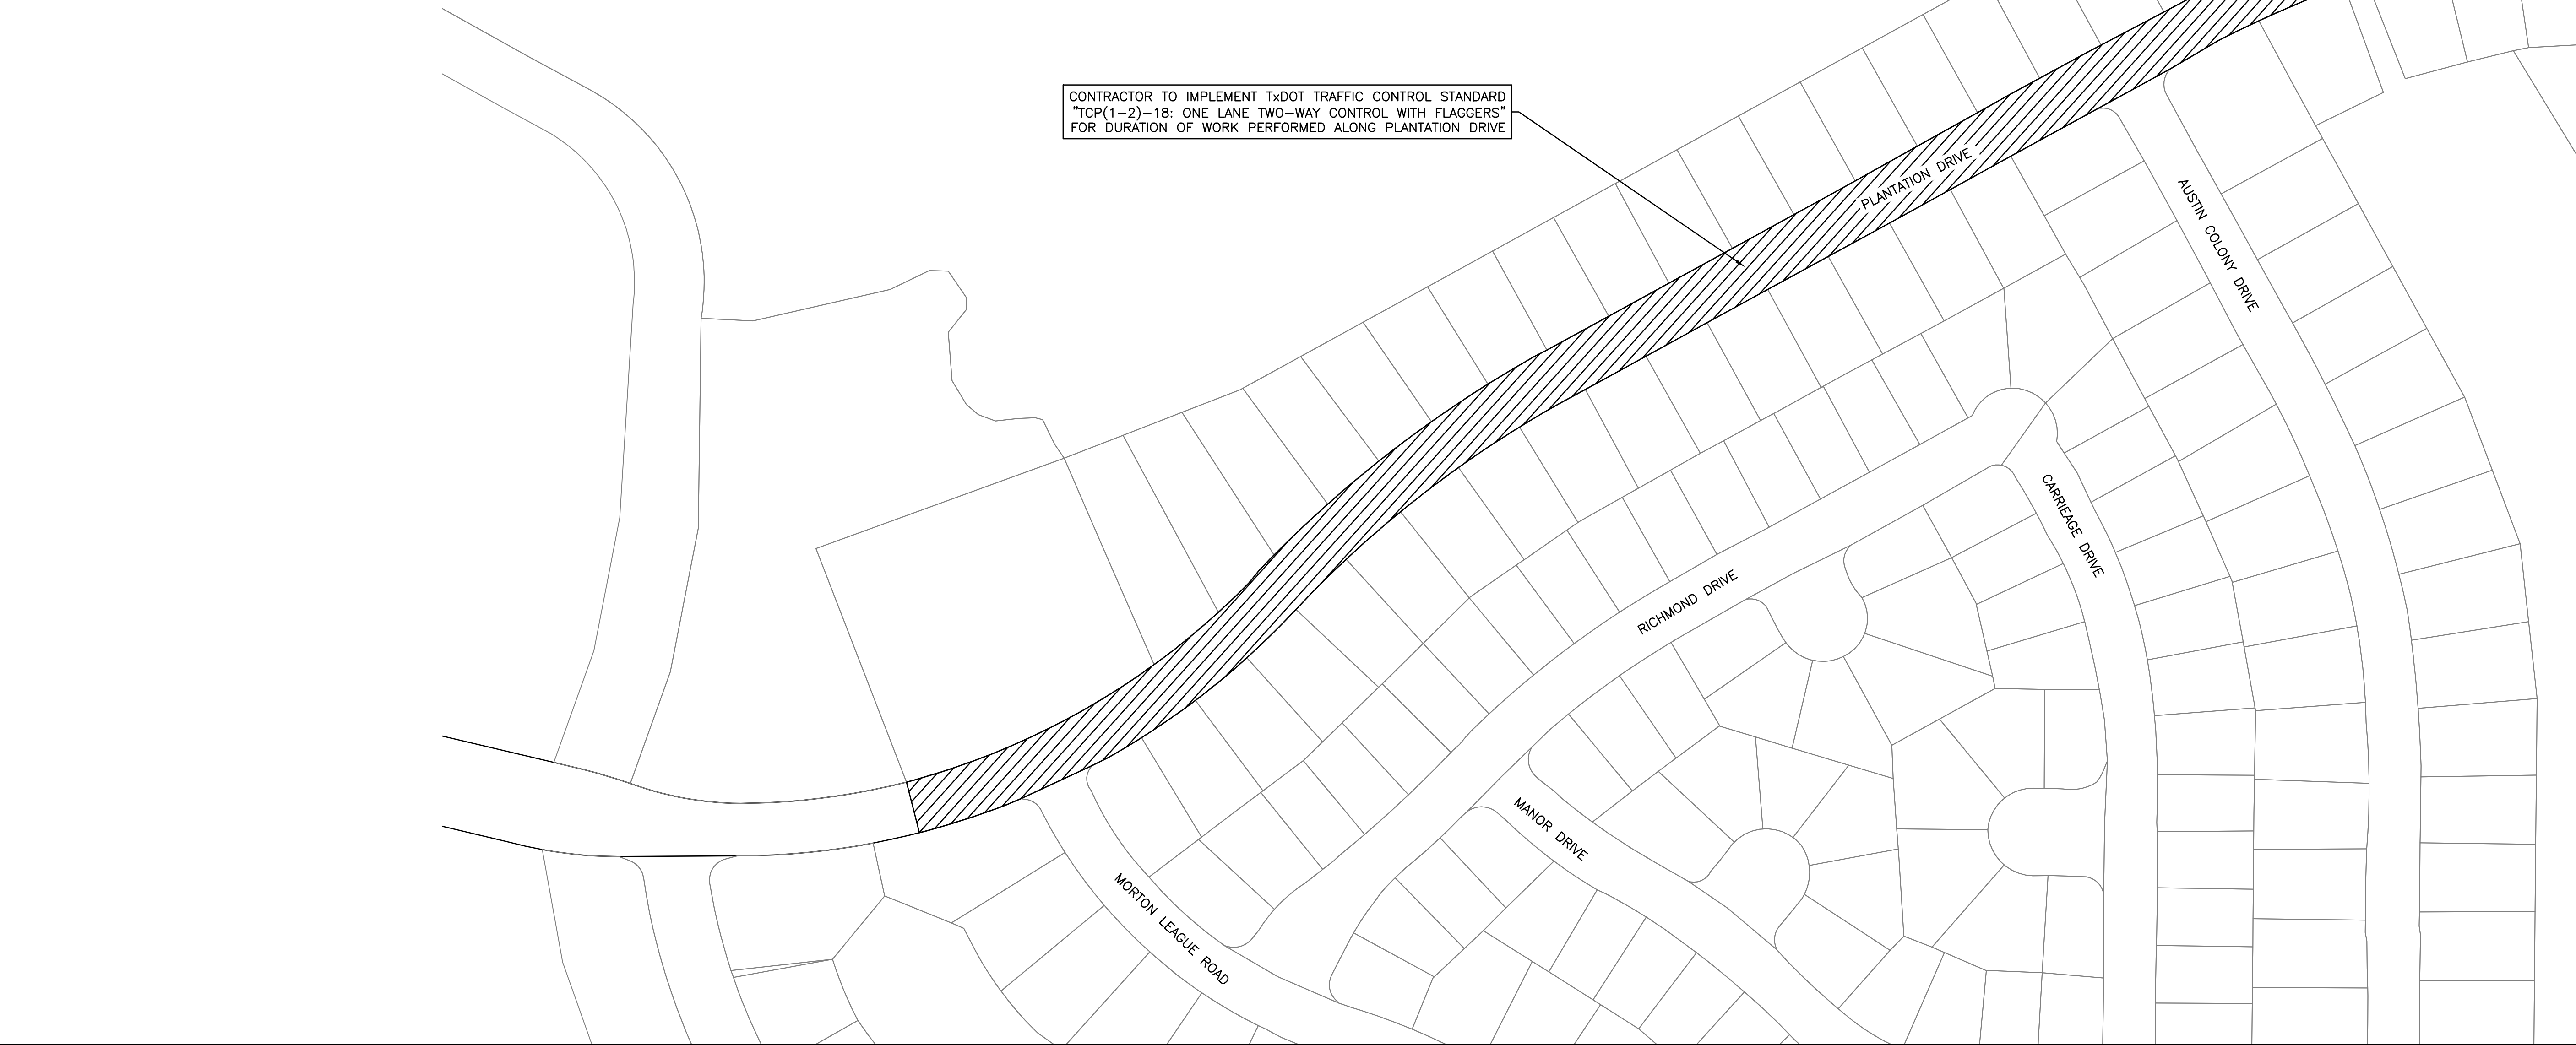 CONTRACTOR TO IMPLEMENT TxDOT TRAFFIC CONTROL STANDARD
"TCP(1-2)-18: ONE LANE TWO-WAY CONTROL WITH FLAGGERS"
FOR DURATION OF WORK PERFORMED ALONG PLANTATION DRIVE
PLANTATION DRIVE
AUSTIN COLONY DRIVE
CARRIEAGE DRIVE
RICHMOND DRIVE
MANOR DRIVE
MORTON LEAGUE ROAD